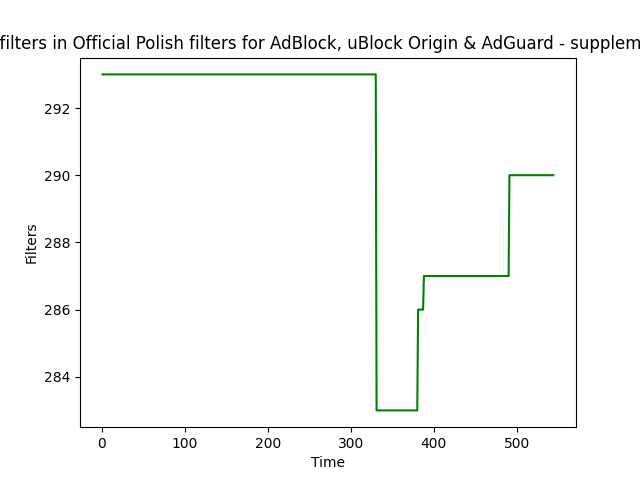 filters in Official Polish filters for AdBlock, uBlock Origin & AdGuard - supplem
292
290
288
286
284
Filters
0 100 200 300 400 500
Time